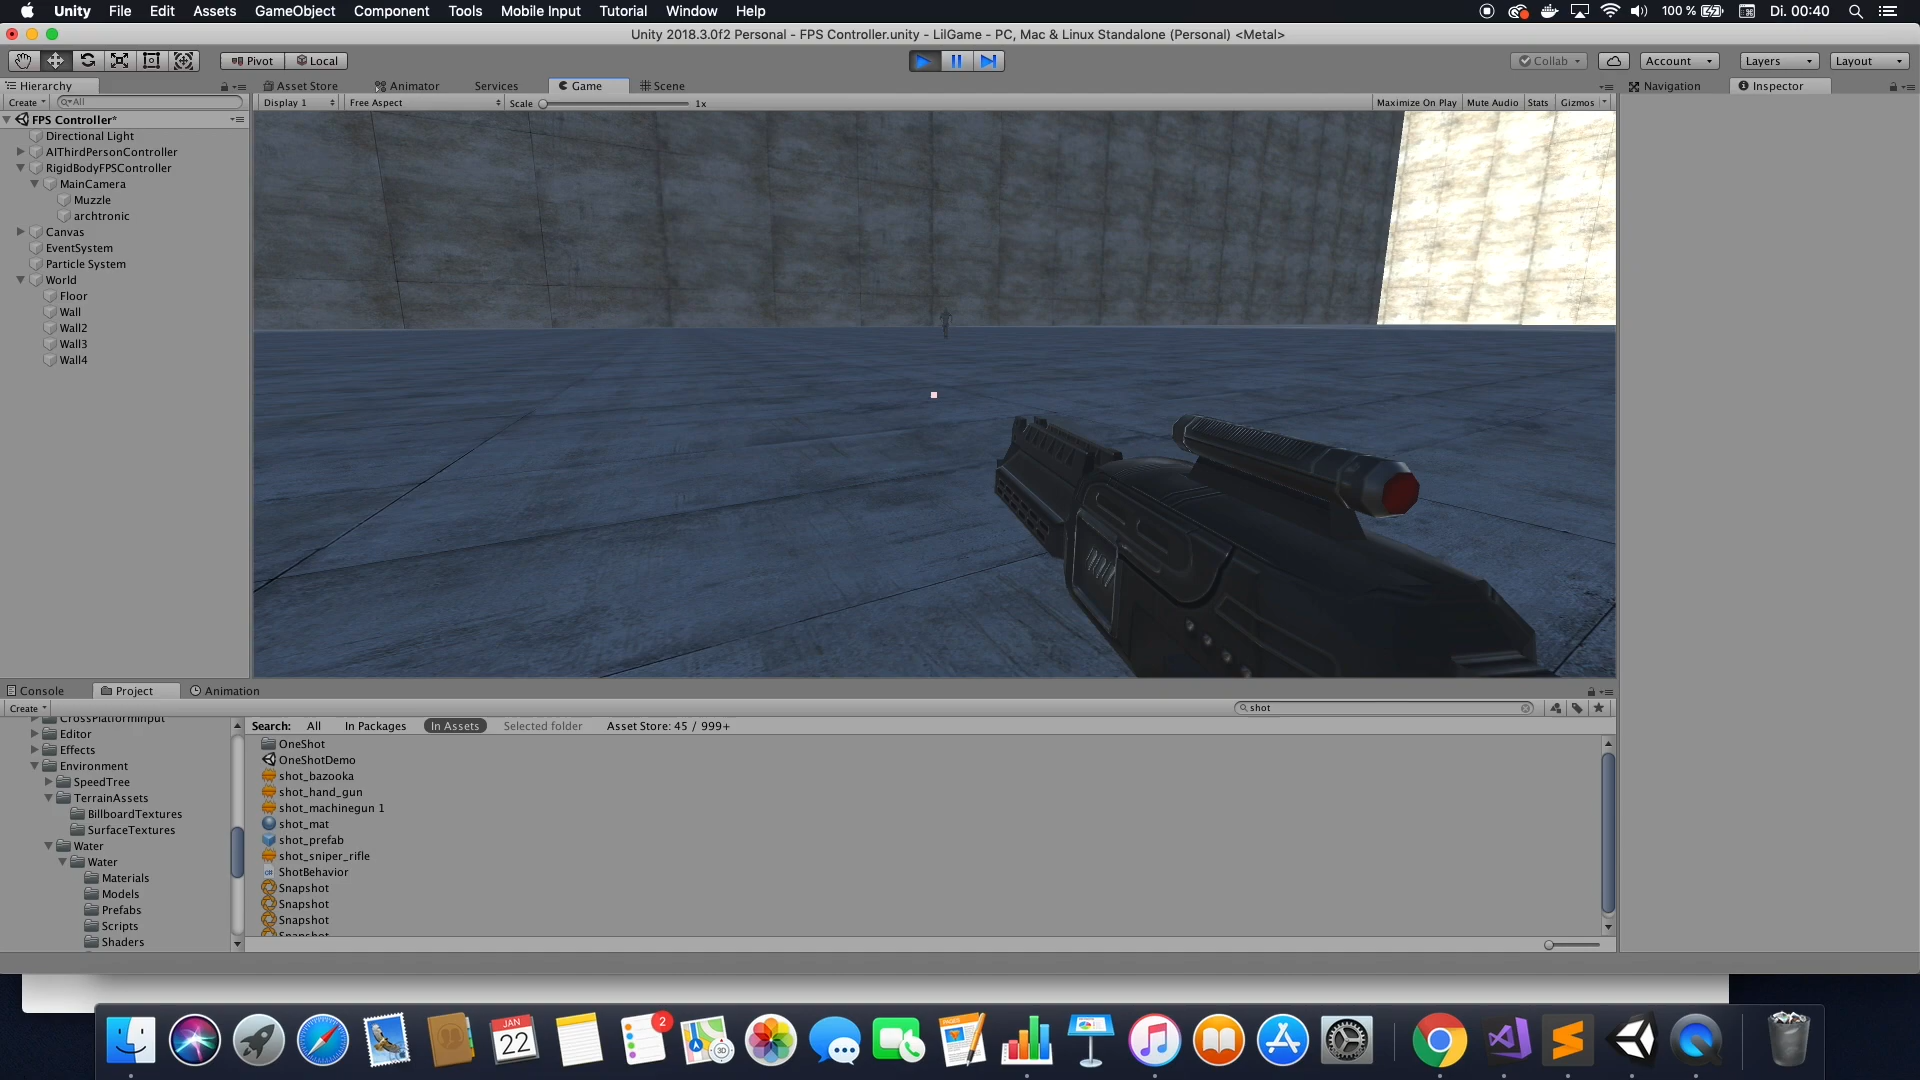 Unity File Edit Assets GameObject Component Tools Mobile Input Tutorial Window Help 100 % Di. 00:40
Unity 2018.3.0f2 Personal - FPS Controller.unity - LilGame - PC, Mac & Linux Standalone (Personal) <Metal>
Pivot Local Collab Account Layers Layout
Hierarchy Asset Store Animator Services Game Scene Navigation Inspector
Create All Display 1 Free Aspect Scale 1x Maximize On Play Mute Audio Stats Gizmos
FPS Controller*
Directional Light
AIThirdPersonController
RigidBodyFPSController
MainCamera
Muzzle
archtronic
Canvas
EventSystem
Particle System
World
Floor
Wall
Wall2
Wall3
Wall4
Console Project Animation
Create shot
CrossPlatformInput
Editor
Effects
Environment
SpeedTree
TerrainAssets
BillboardTextures
SurfaceTextures
Water
Water
Materials
Models
Prefabs
Scripts
Shaders
Search: All In Packages In Assets Selected folder Asset Store: 45 / 999+
OneShot
OneShotDemo
shot_bazooka
shot_hand_gun
shot_machinegun 1
shot_mat
shot_prefab
shot_sniper_rifle
ShotBehavior
Snapshot
Snapshot
Snapshot
Snapshot
JAN
22
2
3D
PAGES